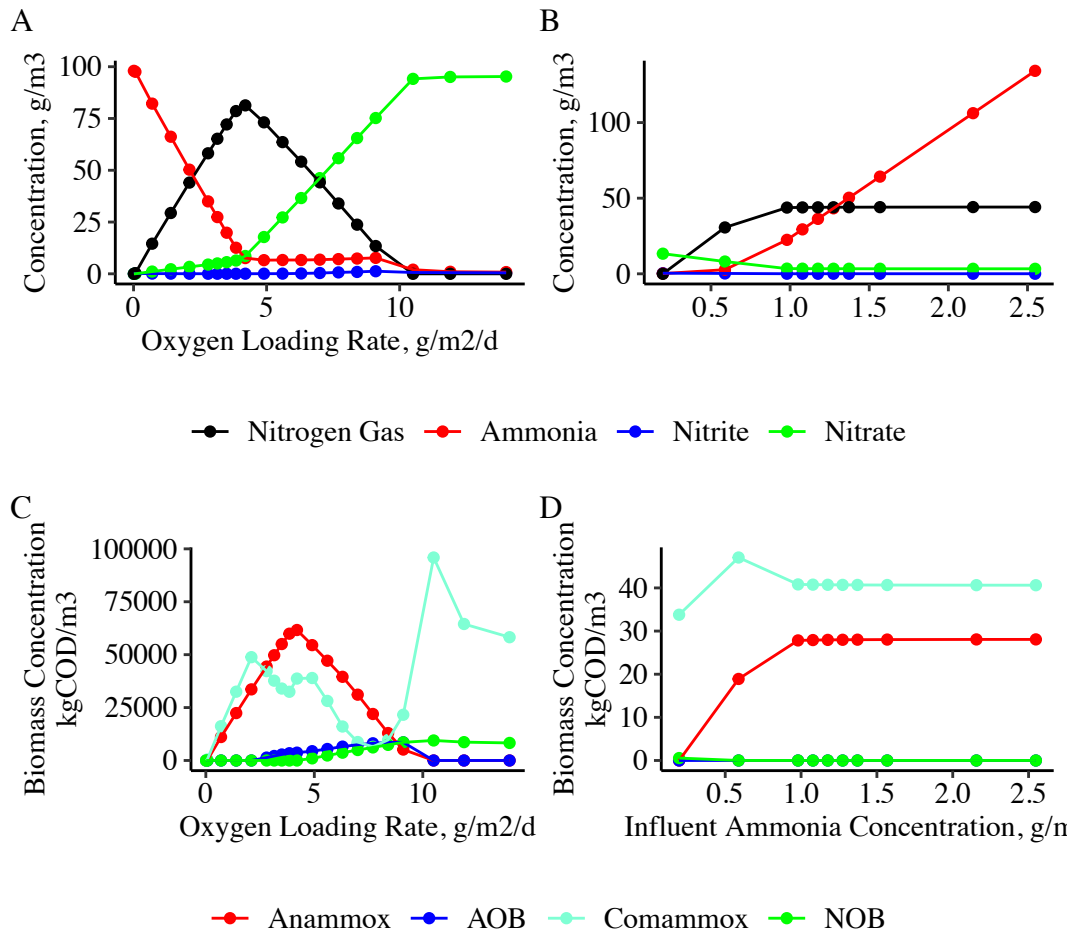 A
B
Concentration, g/m3
100
75
50
25
0
0
5
10
Oxygen Loading Rate, g/m2/d
Concentration, g/m3
100
50
0
0.5
1.0
1.5
2.0
2.5
Nitrogen Gas
Ammonia
Nitrite
Nitrate
C
D
Biomass Concentration
kgCOD/m3
100000
75000
50000
25000
0
0
5
10
Oxygen Loading Rate, g/m2/d
Biomass Concentration
kgCOD/m3
40
30
20
10
0
0.5
1.0
1.5
2.0
2.5
Influent Ammonia Concentration, g/m
Anammox
AOB
Comammox
NOB